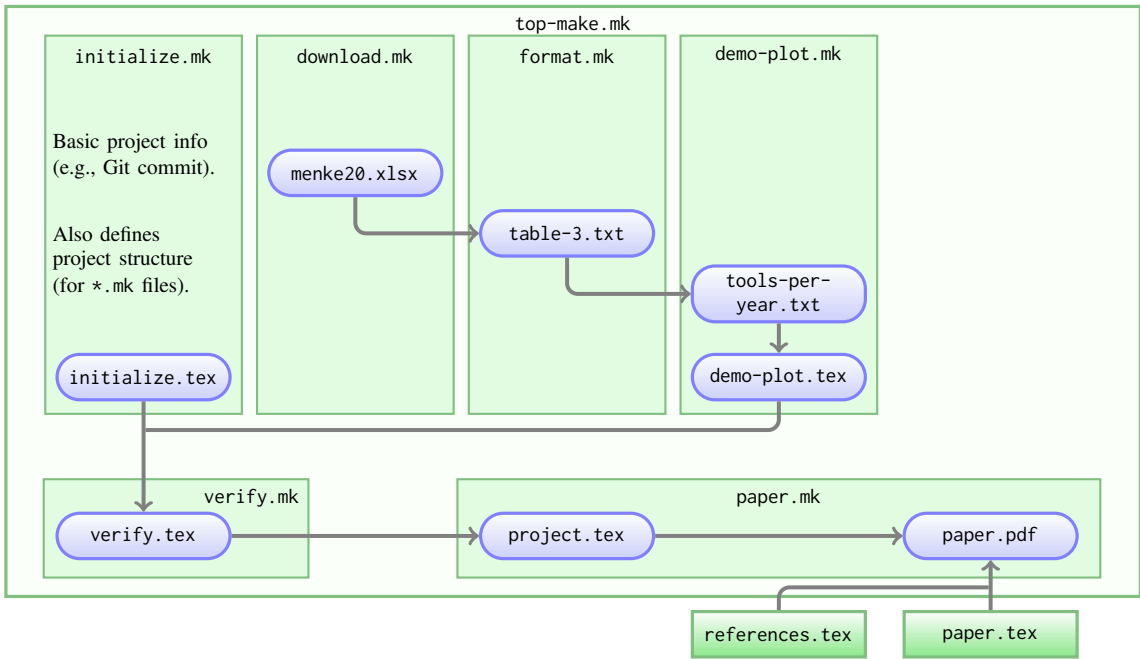 top-make.mk
initialize.mk
Basic project info
(e.g., Git commit).
Also defines
project structure
(for *.mk files).
initialize.tex
download.mk
menke20.xlsx
format.mk
table-3.txt
demo-plot.mk
tools-per-
year.txt
demo-plot.tex
verify.mk
verify.tex
paper.mk
project.tex
paper.pdf
references.tex
paper.tex